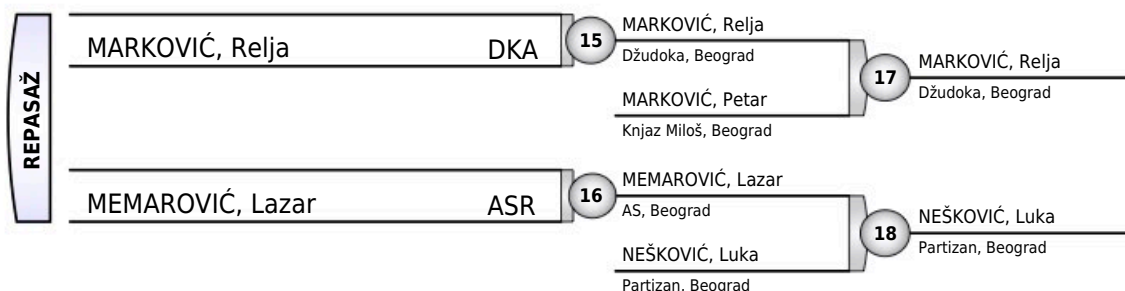 REPASAŽ
MARKOVIĆ, Relja DKA
15
MARKOVIĆ, Relja
Džudoka, Beograd
MARKOVIĆ, Petar
Knjaz Miloš, Beograd
17
MARKOVIĆ, Relja
Džudoka, Beograd
MEMAROVIĆ, Lazar ASR
16
MEMAROVIĆ, Lazar
AS, Beograd
NEŠKOVIĆ, Luka
Partizan, Beograd
18
NEŠKOVIĆ, Luka
Partizan, Beograd